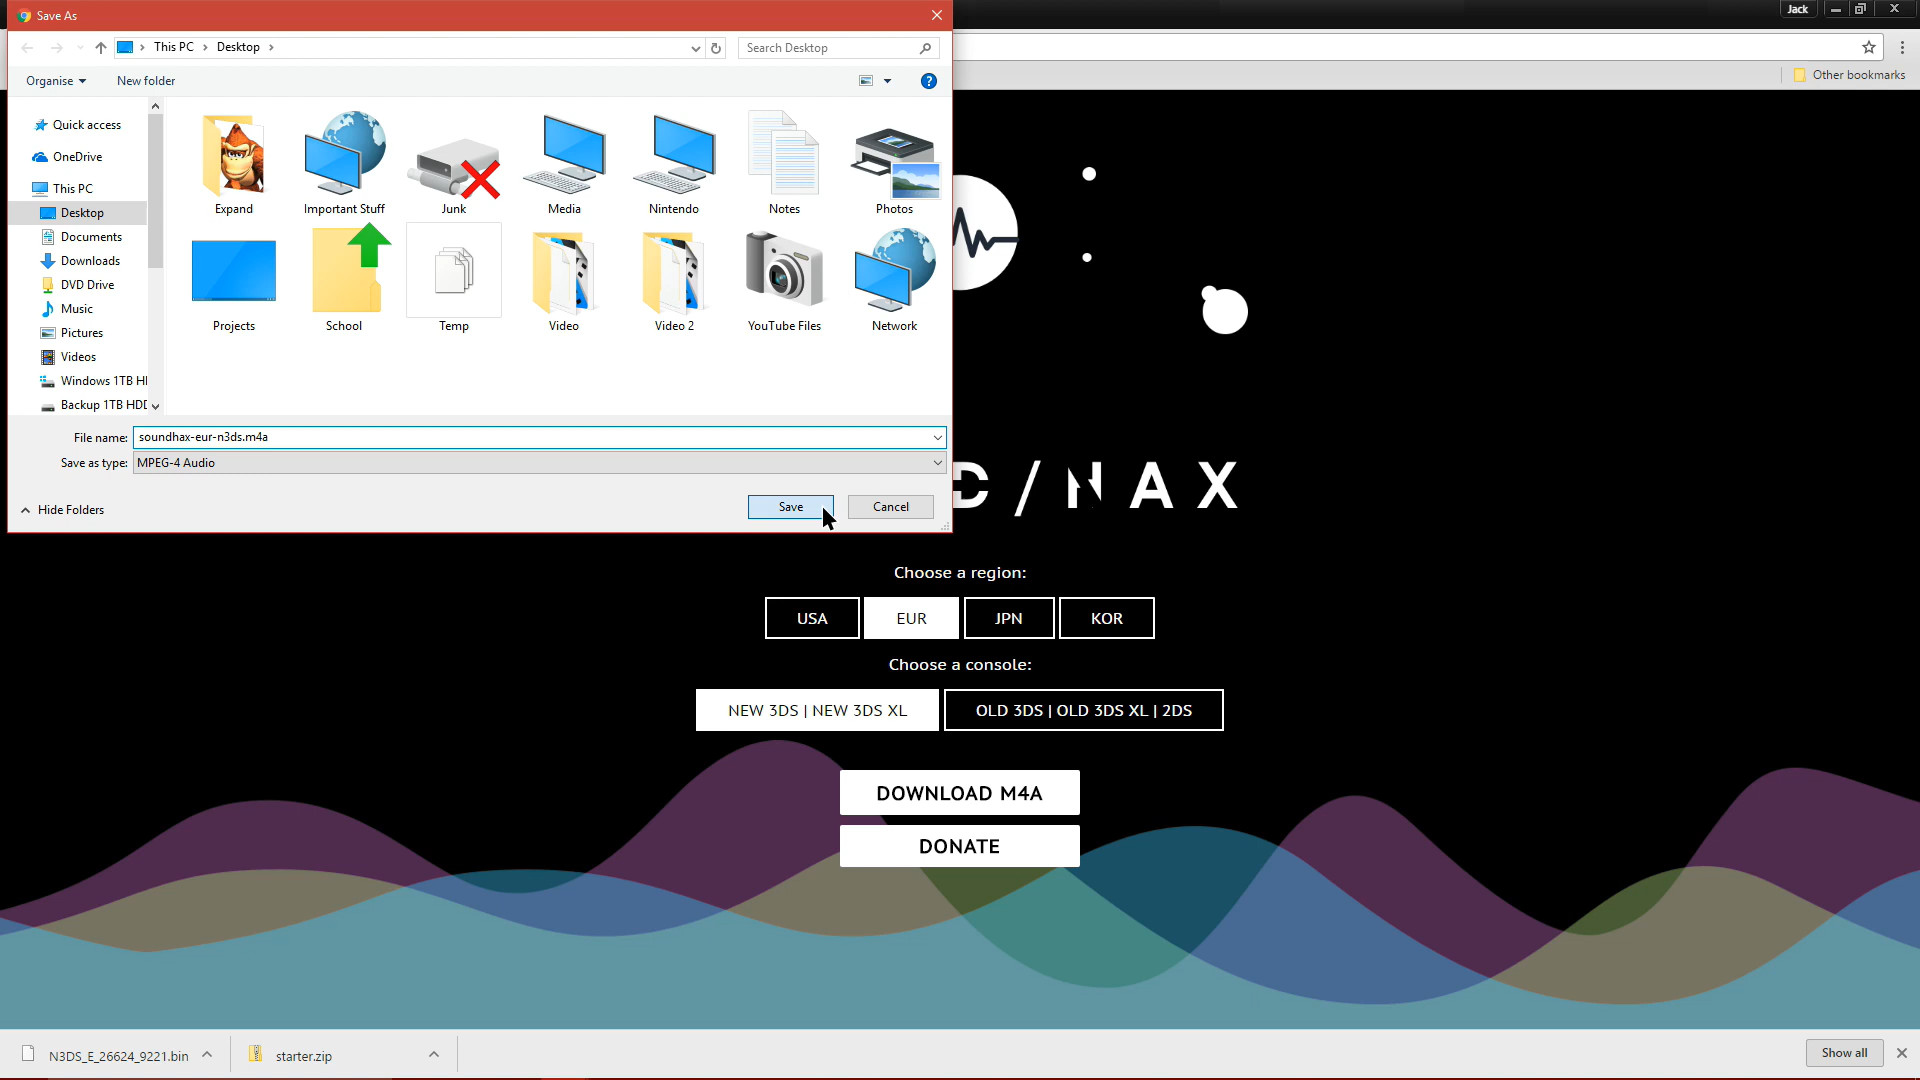 Save As
Jack
This PC
Desktop
Search Desktop
Organise
New folder
Other bookmarks
Quick access
OneDrive
This PC
Desktop
Documents
Downloads
DVD Drive
Music
Pictures
Videos
Windows 1TB H
Backup 1TB HDD
Expand
Important Stuff
Junk
Media
Nintendo
Notes
Photos
Projects
School
Temp
Video
Video 2
YouTube Files
Network
File name: soundhax-eur-n3ds.m4a
Save as type: MPEG-4 Audio
Hide Folders
Save
Cancel
D / H A X
Choose a region:
USA
EUR
JPN
KOR
Choose a console:
NEW 3DS | NEW 3DS XL
OLD 3DS | OLD 3DS XL | 2DS
DOWNLOAD M4A
DONATE
N3DS_E_26624_9221.bin
starter.zip
Show all